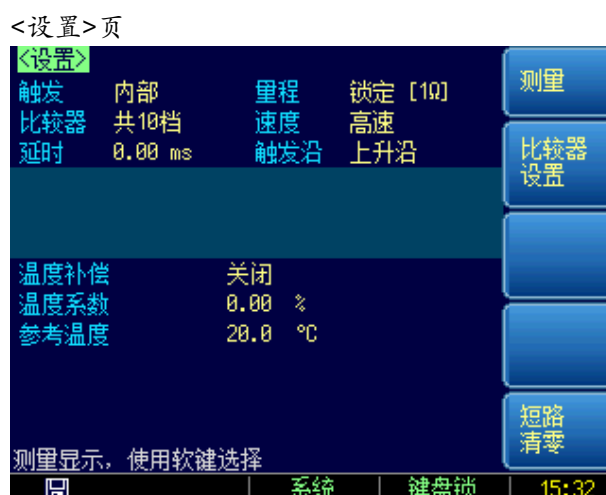 <设置>页
<设置>
触发 内部 量程 锁定 [1Ω]
比较器 共10档 速度 高速
延时 0.00 ms 触发沿 上升沿
温度补偿 关闭
温度系数 0.00 %
参考温度 20.0 ℃
测量显示，使用软键选择
测量
比较器
设置
短路
清零
系统 | 键盘锁 | 15:32